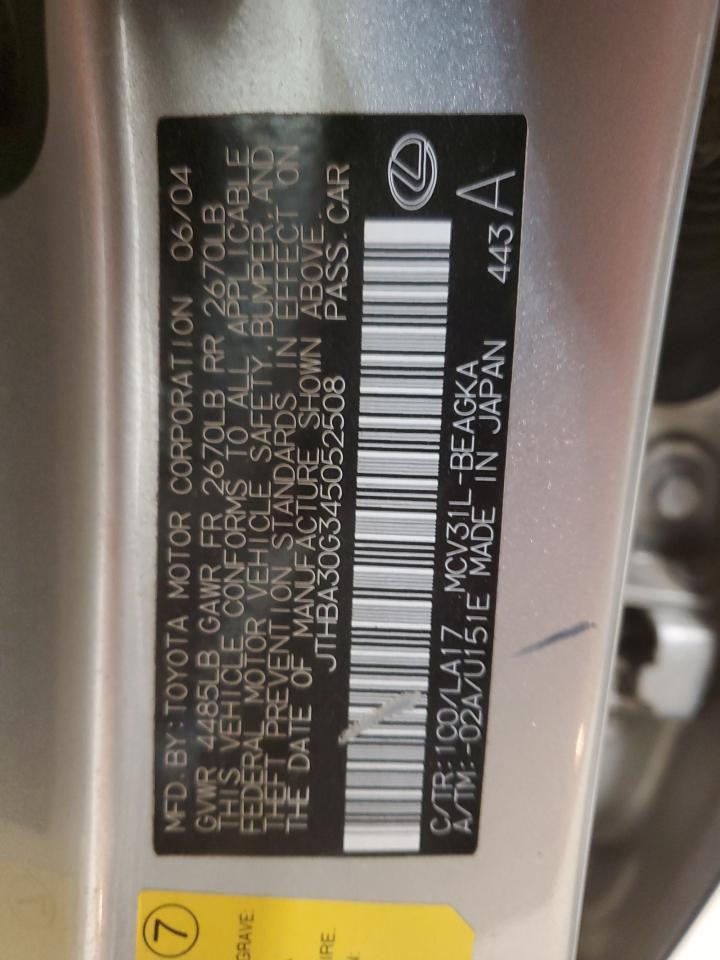 MFD.BY:TOYOTA MOTOR CORPORATION 06/04
GVWR 4485LB GAWR FR 2670LB RR 2670LB
THIS VEHICLE CONFORMS TO ALL APPLICABLE
FEDERAL MOTOR VEHICLE SAFETY,BUMPER,AND
THEFT PREVENTION STANDARDS IN EFFECT ON
THE DATE OF MANUFACTURE SHOWN ABOVE.
JTHBA30G345052508 PASS.CAR
C/TR:1C0/LA17 MCV31L-BEAGKA
A/TM:-02A/U151E MADE IN JAPAN 443 A
7
GRAVE.
IRE.